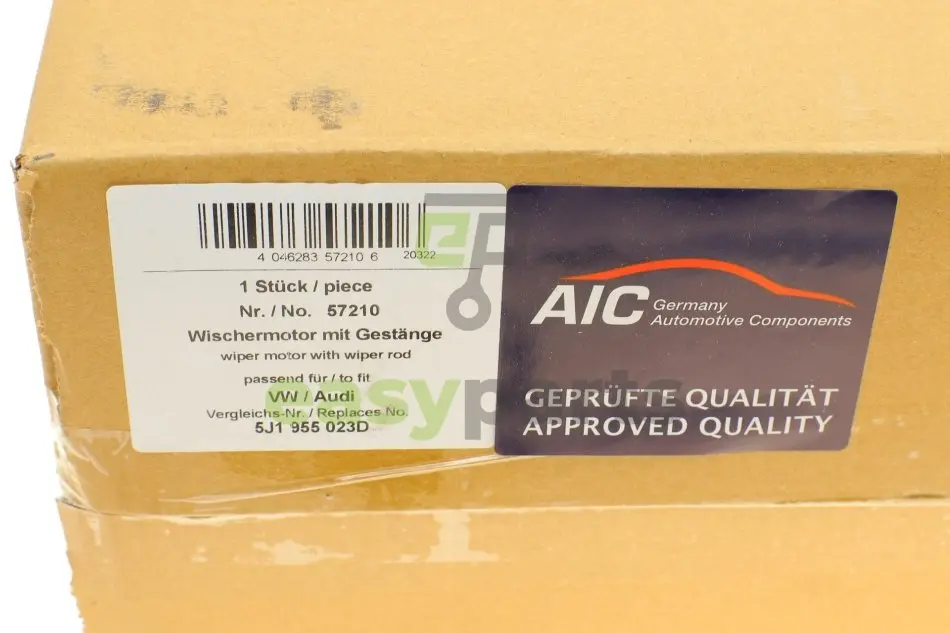 4 046283 57210 6 20322
1 Stück / piece
Nr. / No. 57210
Wischermotor mit Gestänge
wiper motor with wiper rod
passend für / to fit
VW / Audi
Vergleichs-Nr. / Replaces No.
5J1 955 023D
easyparts
AIC Germany
Automotive Components
GEPRÜFTE QUALITÄT
APPROVED QUALITY